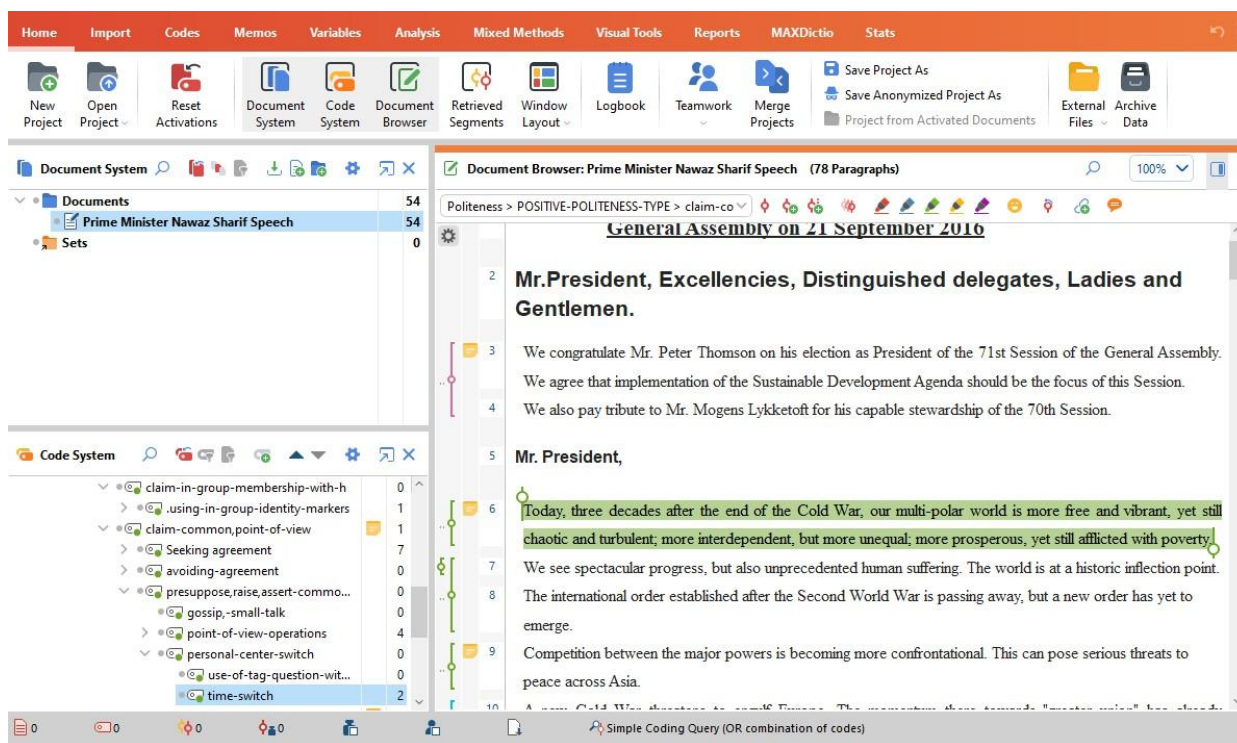 Home Import Codes Memos Variables Analysis Mixed Methods Visual Tools Reports MAXDictio Stats
New Project
Open Project
Reset Activations
Document System
Code System
Document Browser
Retrieved Segments
Window Layout
Logbook
Teamwork
Merge Projects
Save Project As
Save Anonymized Project As
Project from Activated Documents
External Files
Archive Data
Document System
Documents 54
Prime Minister Nawaz Sharif Speech 54
Sets 0
Code System
claim-in-group-membership-with-h 0
.using-in-group-identity-markers 1
claim-common,point-of-view 1
Seeking agreement 7
avoiding-agreement 0
presuppose,raise,assert-commo... 0
gossip,-small-talk 0
point-of-view-operations 4
personal-center-switch 0
use-of-tag-question-wit... 0
time-switch 2
Document Browser: Prime Minister Nawaz Sharif Speech (78 Paragraphs)
100%
Politeness > POSITIVE-POLITENESS-TYPE > claim-co
General Assembly on 21 September 2016
2 Mr.President, Excellencies, Distinguished delegates, Ladies and
Gentlemen.
3 We congratulate Mr. Peter Thomson on his election as President of the 71st Session of the General Assembly.
We agree that implementation of the Sustainable Development Agenda should be the focus of this Session.
4 We also pay tribute to Mr. Mogens Lykketoft for his capable stewardship of the 70th Session.
5 Mr. President,
6 Today, three decades after the end of the Cold War, our multi-polar world is more free and vibrant, yet still
chaotic and turbulent; more interdependent, but more unequal; more prosperous, yet still afflicted with poverty.
7 We see spectacular progress, but also unprecedented human suffering. The world is at a historic inflection point.
8 The international order established after the Second World War is passing away, but a new order has yet to
emerge.
9 Competition between the major powers is becoming more confrontational. This can pose serious threats to
peace across Asia.
10 A new Cold War threatens to engulf Europe. The momentum there towards "greater union" has already
0 0 0 0 Simple Coding Query (OR combination of codes)